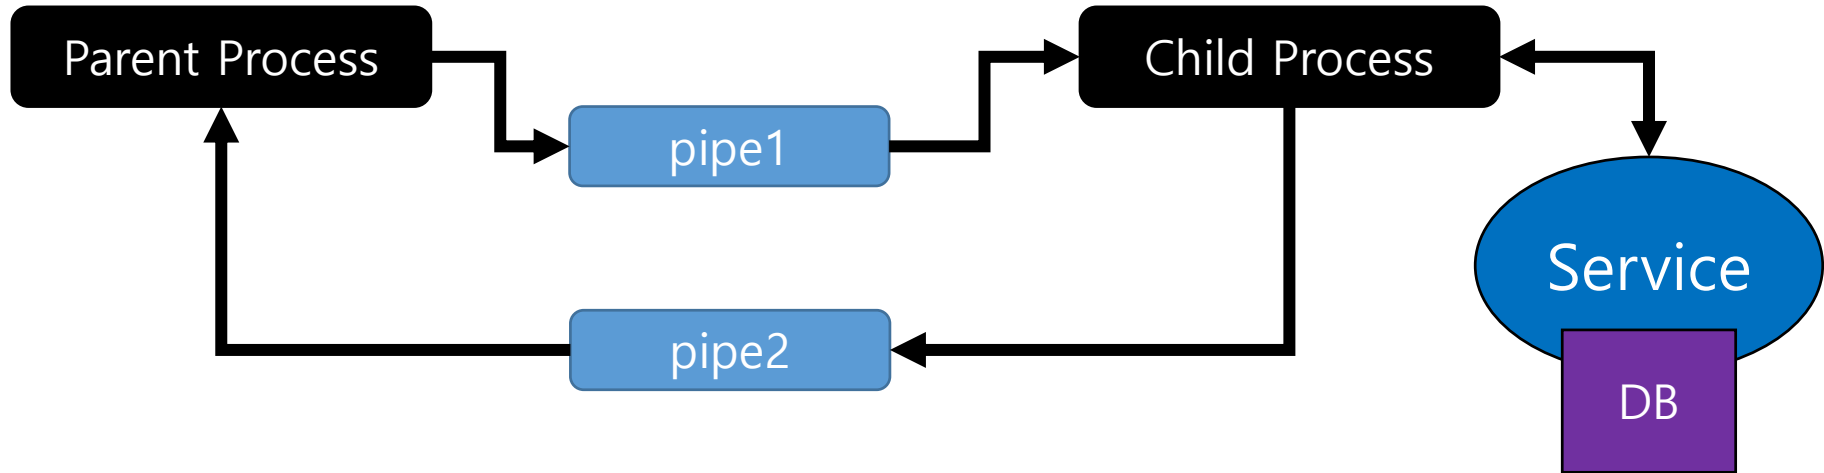 Parent Process
Child Process
pipe1
Service
pipe2
DB